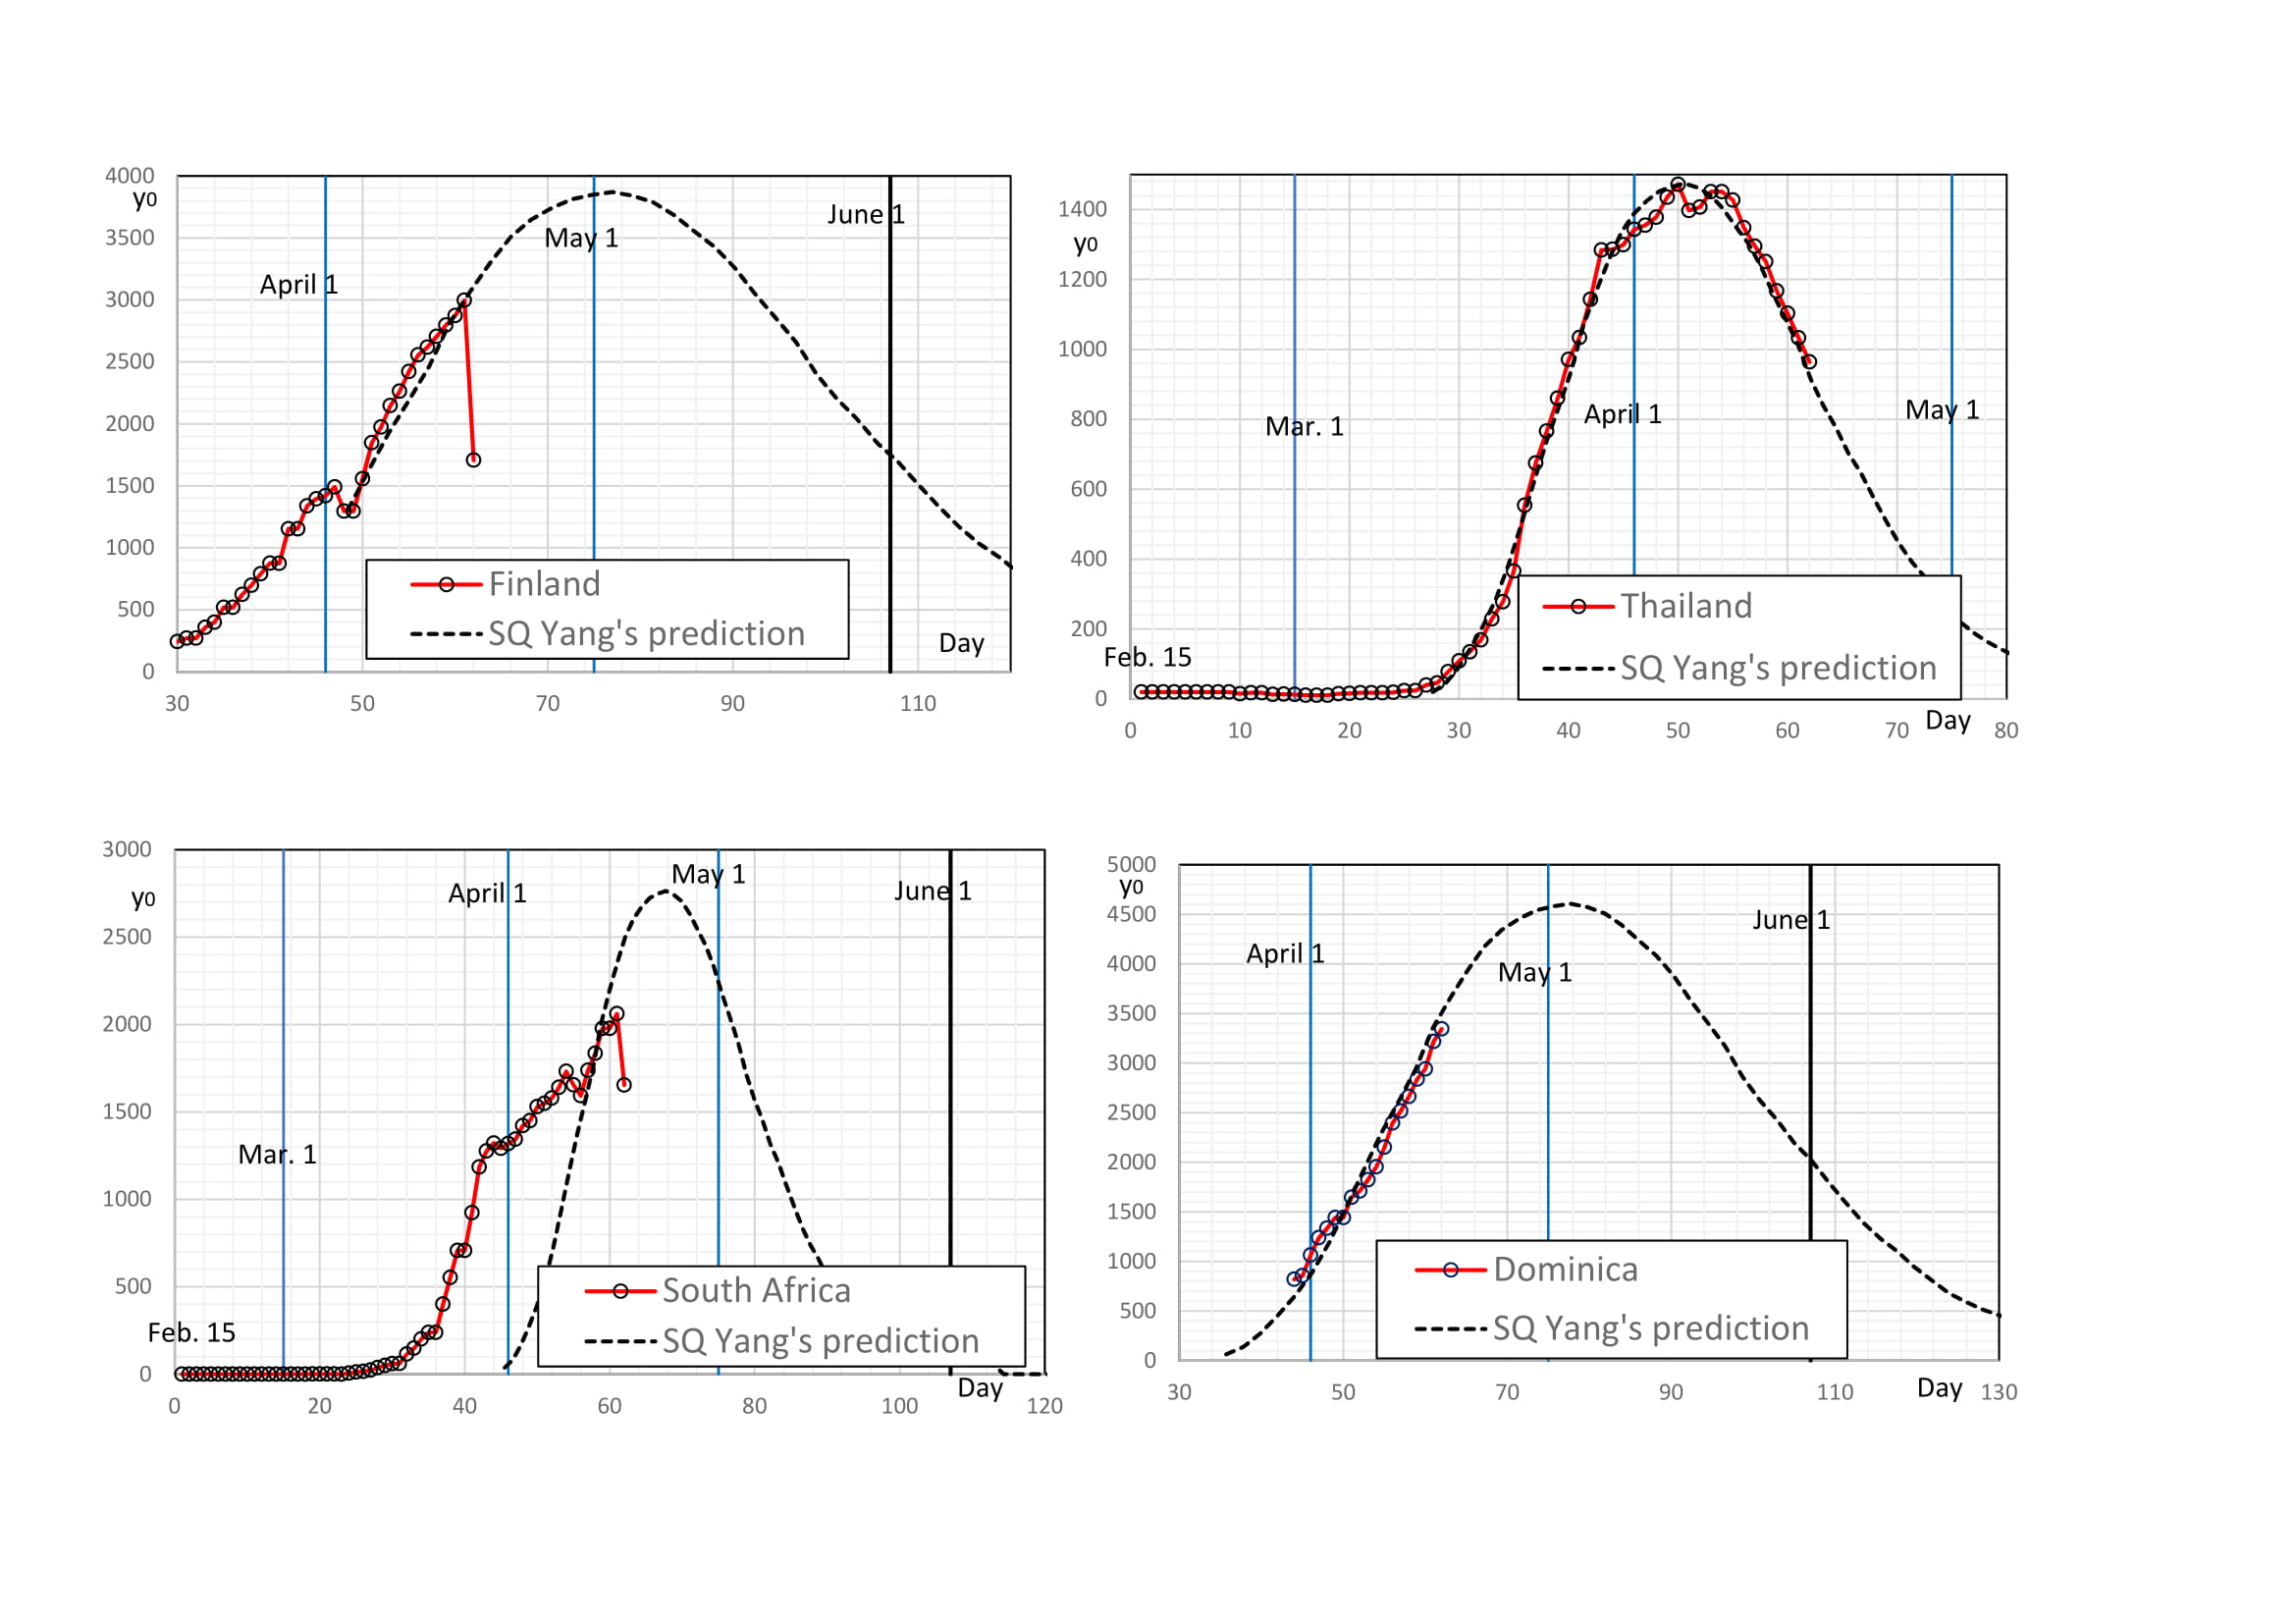 4000
y0
3500
3000
2500
2000
1500
1000
500
0
April 1
May 1
June 1
Finland
SQ Yang's prediction
Day
30 50 70 90 110
1400
y0
1200
1000
800
600
400
200
0
Feb. 15
Mar. 1
April 1
May 1
Thailand
SQ Yang's prediction
Day
0 10 20 30 40 50 60 70 80
3000
y0
2500
2000
1500
1000
500
0
Feb. 15
Mar. 1
April 1
May 1
June 1
South Africa
SQ Yang's prediction
Day
0 20 40 60 80 100 120
5000
y0
4500
4000
3500
3000
2500
2000
1500
1000
500
0
April 1
May 1
June 1
Dominica
SQ Yang's prediction
Day
30 50 70 90 110 130